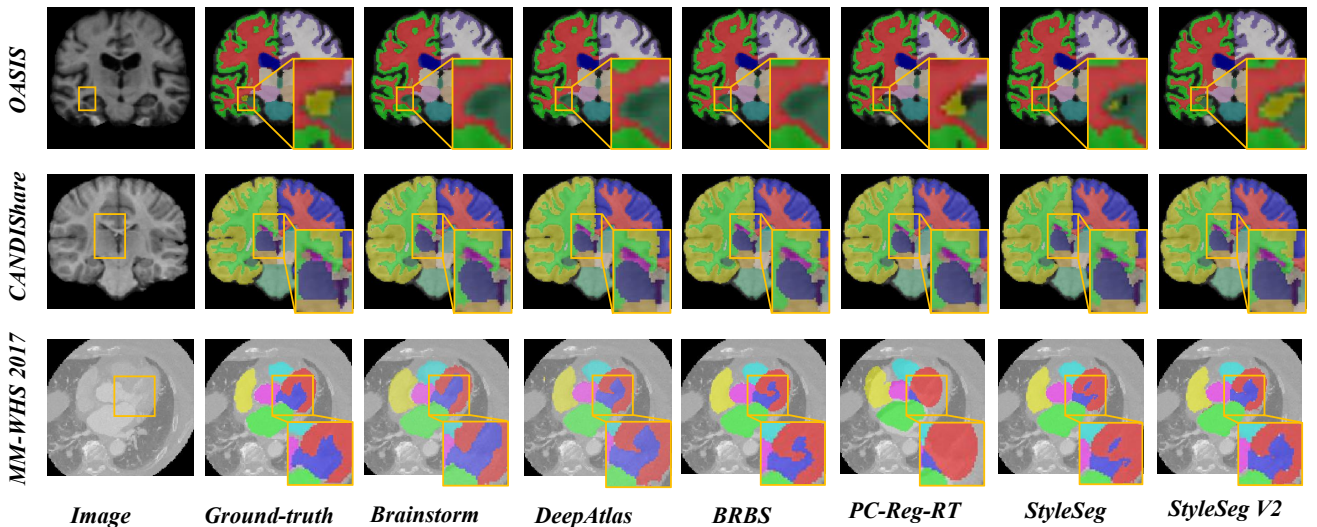 OASIS
CANDIShare
MM-WHS 2017
Image Ground-truth Brainstorm DeepAtlas BRBS PC-Reg-RT StyleSeg StyleSeg V2